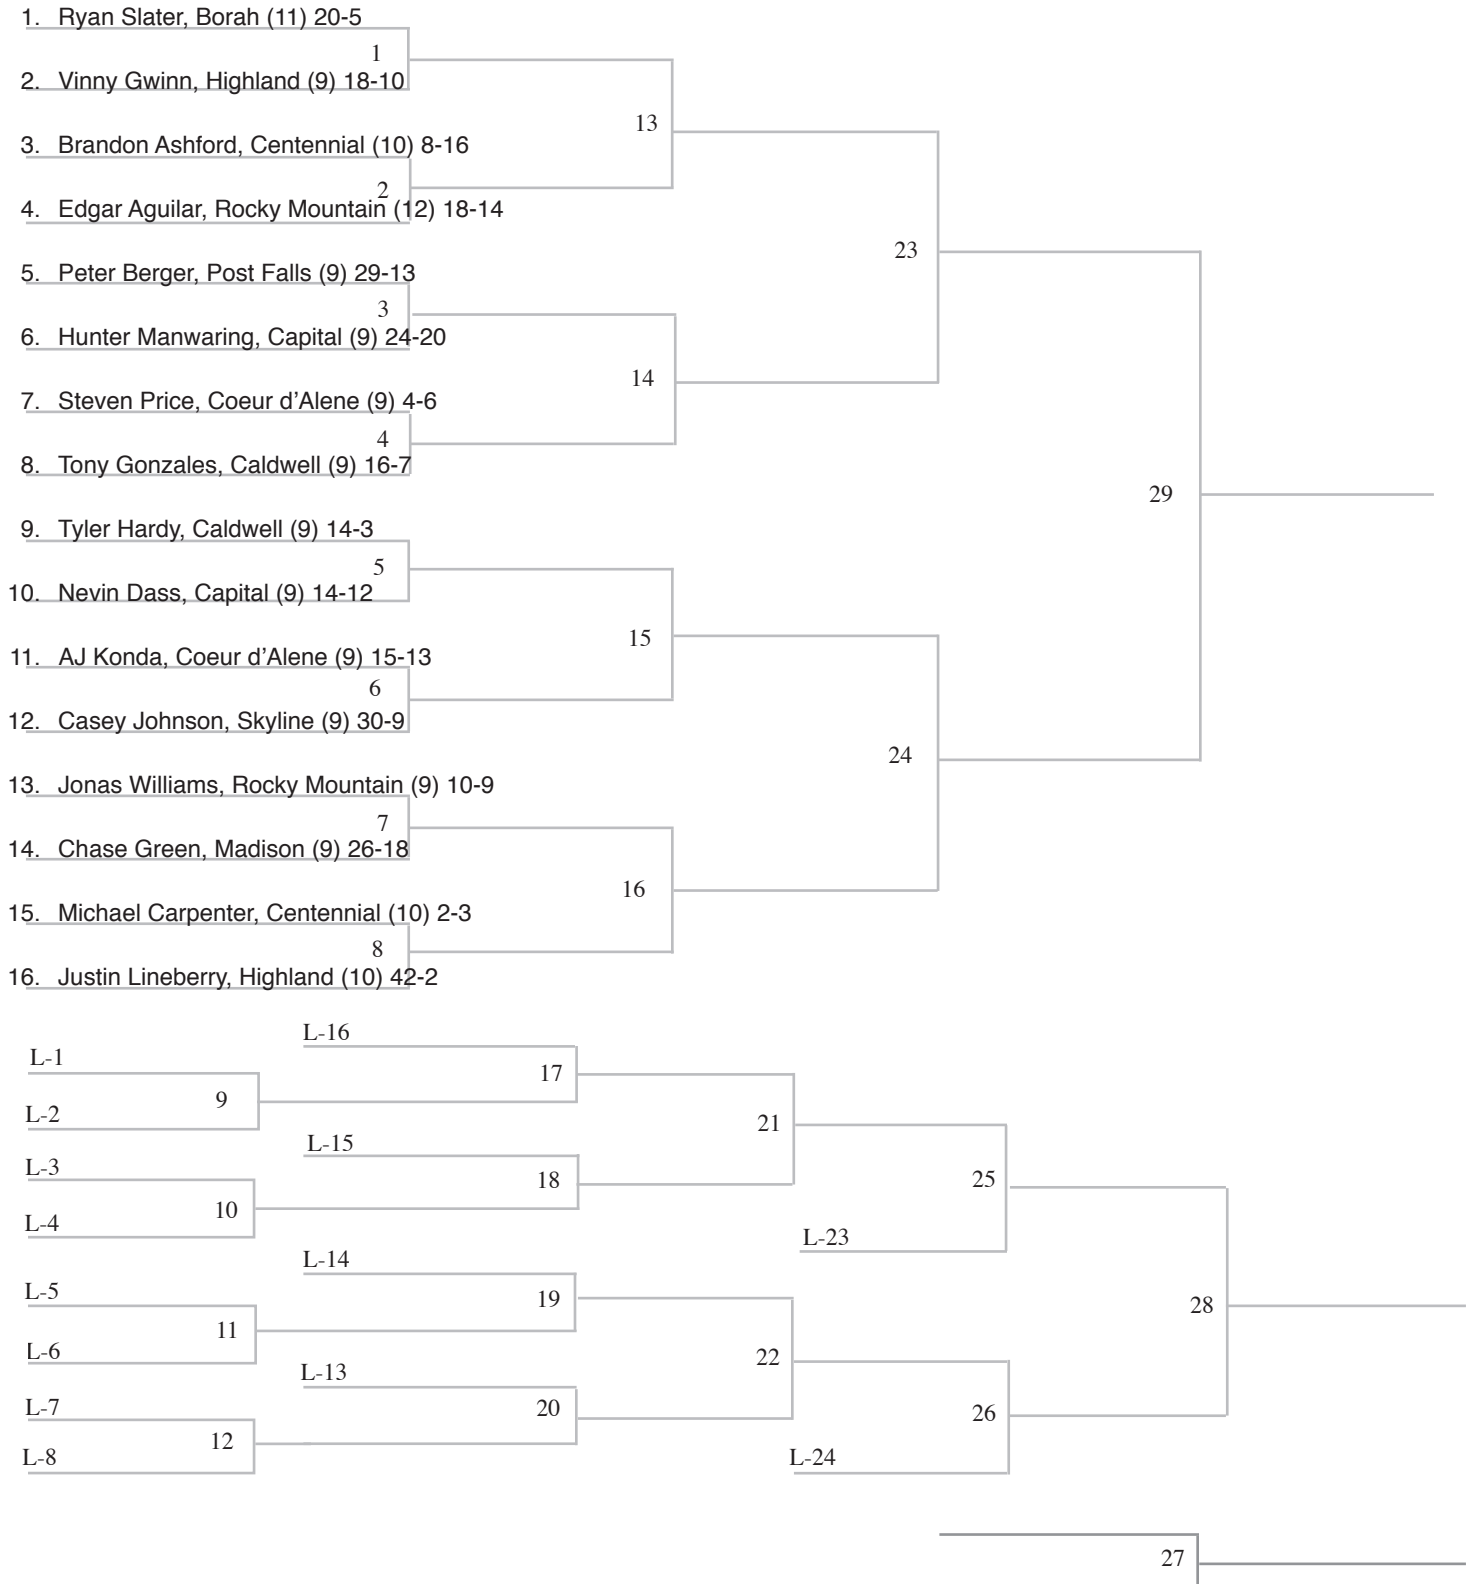 1. Ryan Slater, Borah (11) 20-5
1
2. Vinny Gwinn, Highland (9) 18-10
13
3. Brandon Ashford, Centennial (10) 8-16
2
4. Edgar Aguilar, Rocky Mountain (12) 18-14
23
5. Peter Berger, Post Falls (9) 29-13
3
6. Hunter Manwaring, Capital (9) 24-20
14
7. Steven Price, Coeur d’Alene (9) 4-6
4
8. Tony Gonzales, Caldwell (9) 16-7
29
9. Tyler Hardy, Caldwell (9) 14-3
5
10. Nevin Dass, Capital (9) 14-12
15
11. AJ Konda, Coeur d’Alene (9) 15-13
6
12. Casey Johnson, Skyline (9) 30-9
24
13. Jonas Williams, Rocky Mountain (9) 10-9
7
14. Chase Green, Madison (9) 26-18
16
15. Michael Carpenter, Centennial (10) 2-3
8
16. Justin Lineberry, Highland (10) 42-2
L-16
L-1
17
9
L-2
21
L-15
L-3
18
25
10
L-4
L-23
L-14
L-5
19
28
11
L-6
22
L-13
L-7
20
26
12
L-8
L-24
27